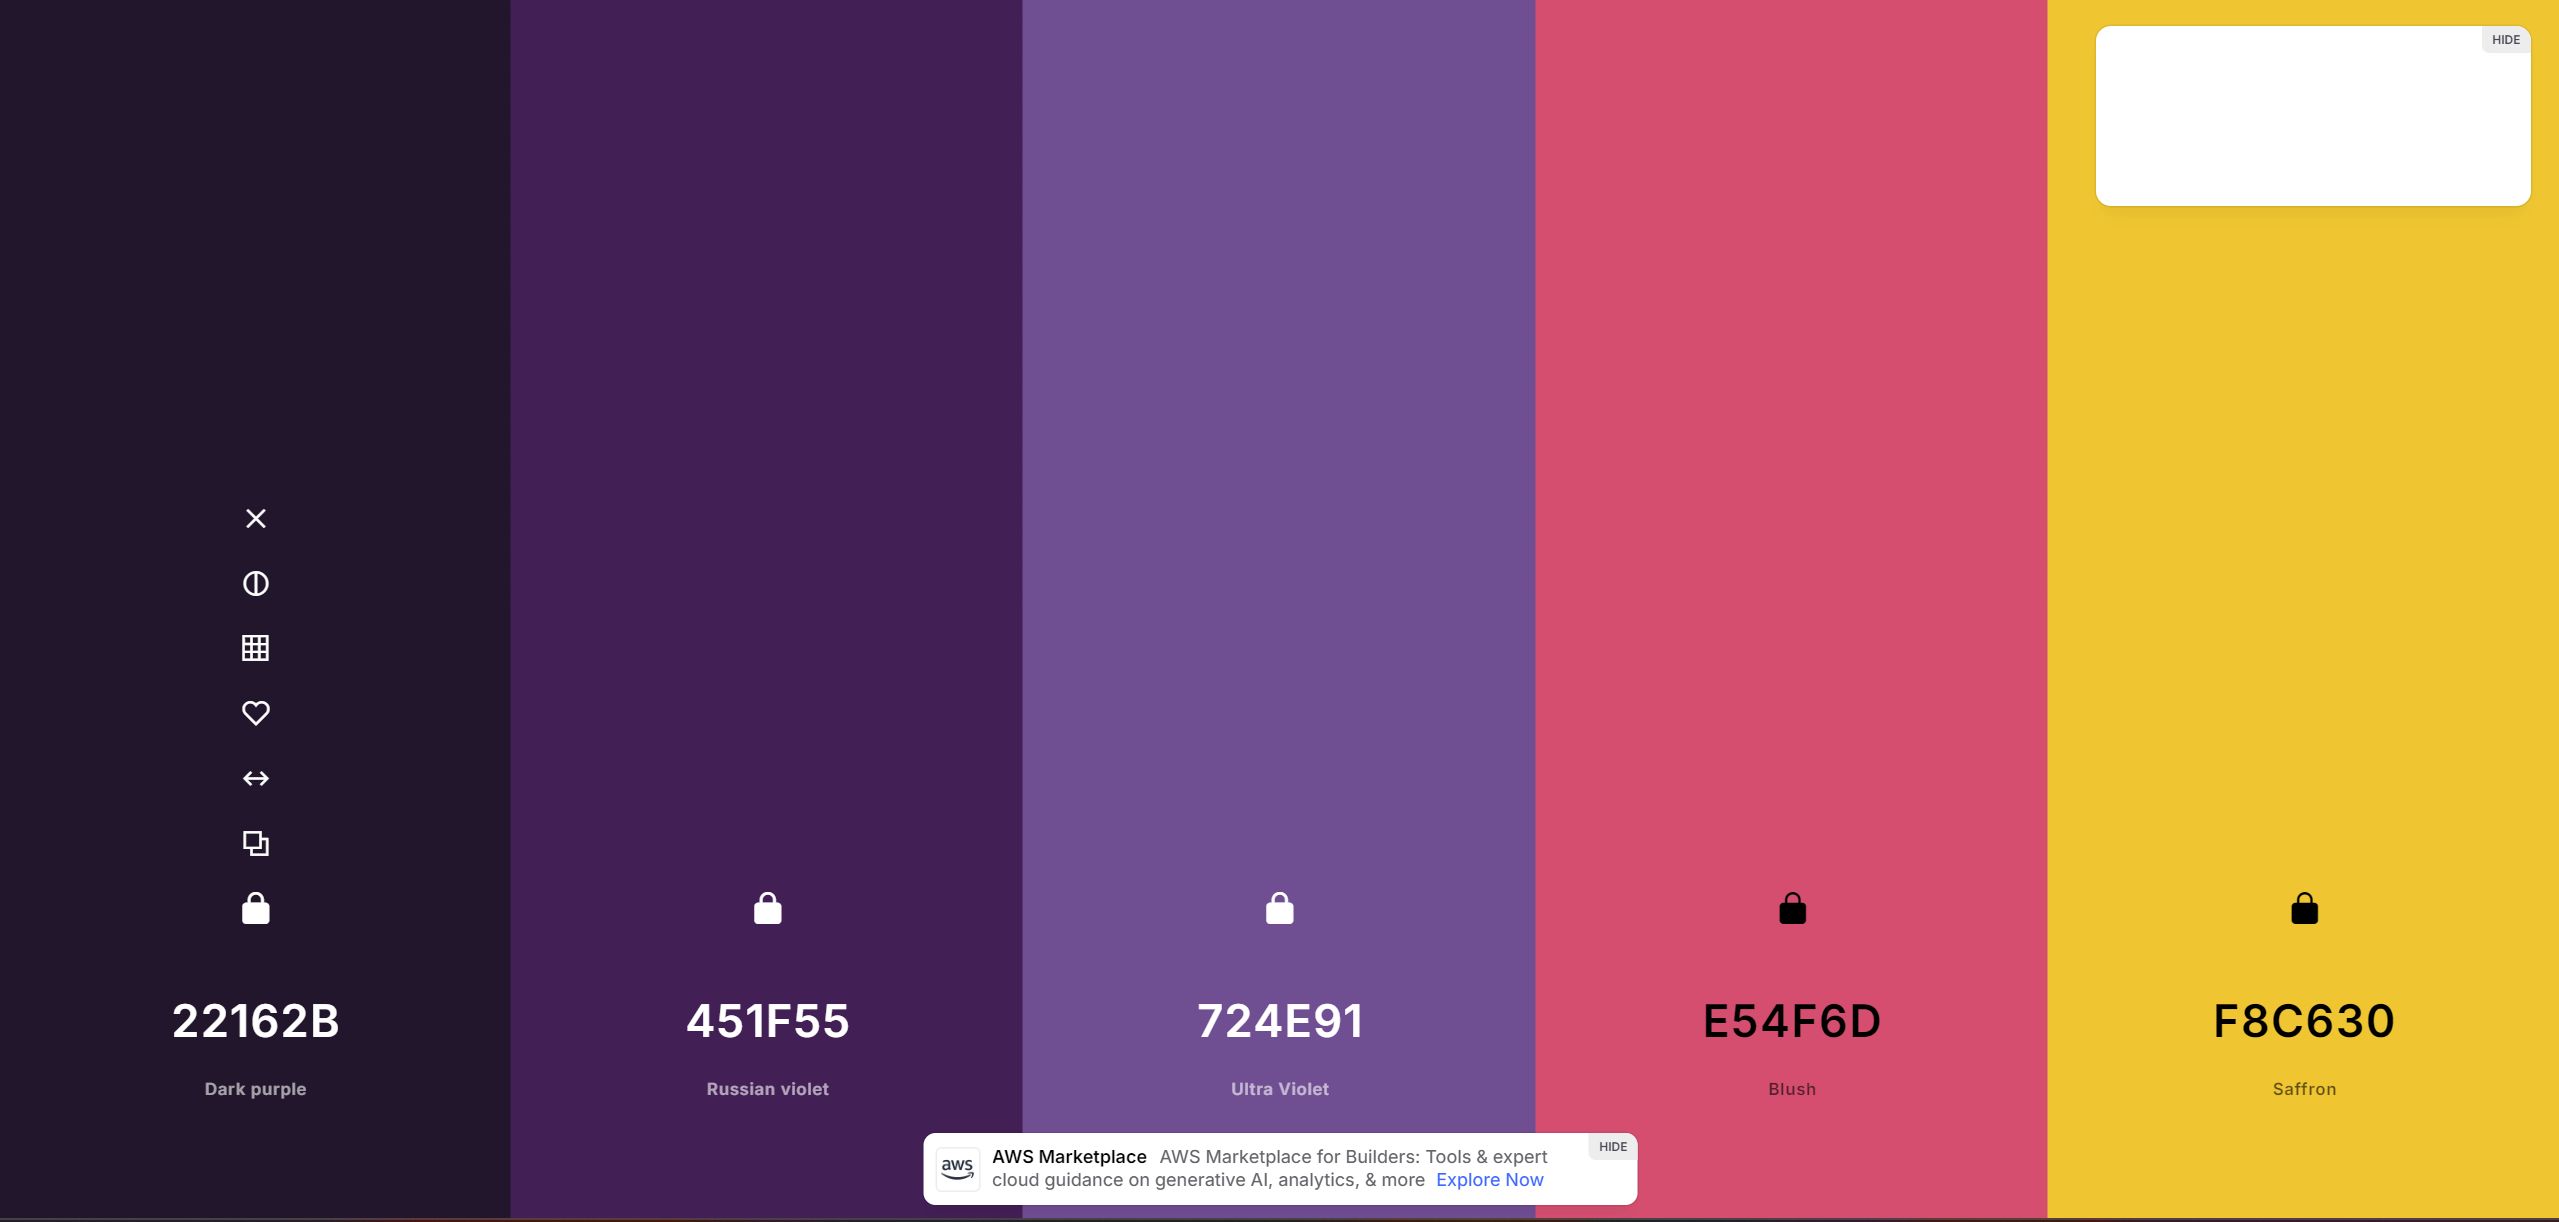 HIDE
22162B
Dark purple
451F55
Russian violet
724E91
Ultra Violet
E54F6D
Blush
F8C630
Saffron
HIDE
aws
AWS Marketplace AWS Marketplace for Builders: Tools & expert
cloud guidance on generative AI, analytics, & more Explore Now